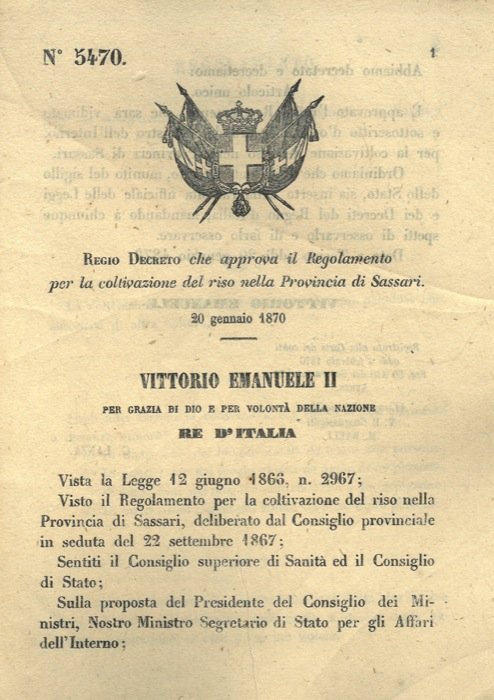 N° 5470.
1
REGIO DECRETO che approva il Regolamento
per la coltivazione del riso nella Provincia di Sassari.
20 gennaio 1870
VITTORIO EMANUELE II
PER GRAZIA DI DIO E PER VOLONTÀ DELLA NAZIONE
RE D'ITALIA
Vista la Legge 12 giugno 1866, n. 2967;
Visto il Regolamento per la coltivazione del riso nella
Provincia di Sassari, deliberato dal Consiglio provinciale
in seduta del 22 settembre 1867;
Sentiti il Consiglio superiore di Sanità ed il Consiglio
di Stato;
Sulla proposta del Presidente del Consiglio dei Mi-
nistri, Nostro Ministro Segretario di Stato per gli Affari
dell'Interno;